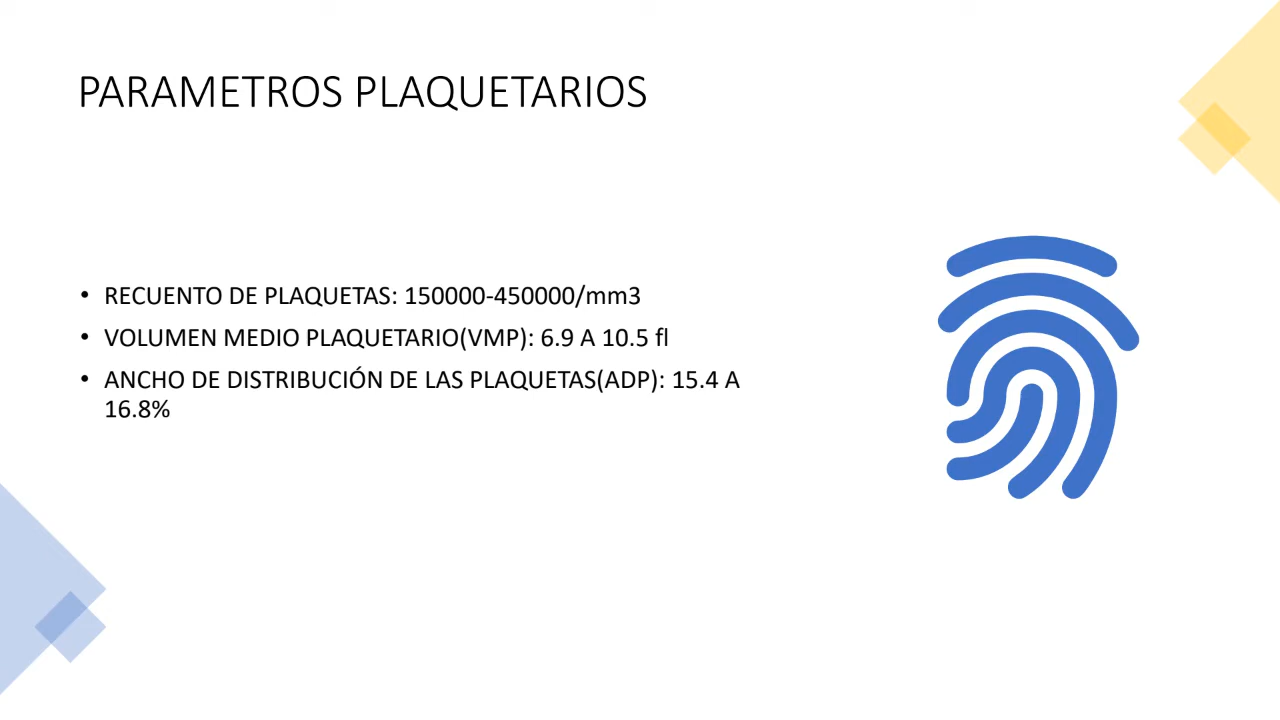 PARAMETROS PLAQUETARIOS
• RECUENTO DE PLAQUETAS: 150000-450000/mm3
• VOLUMEN MEDIO PLAQUETARIO(VMP): 6.9 A 10.5 fl
• ANCHO DE DISTRIBUCIÓN DE LAS PLAQUETAS(ADP): 15.4 A
16.8%